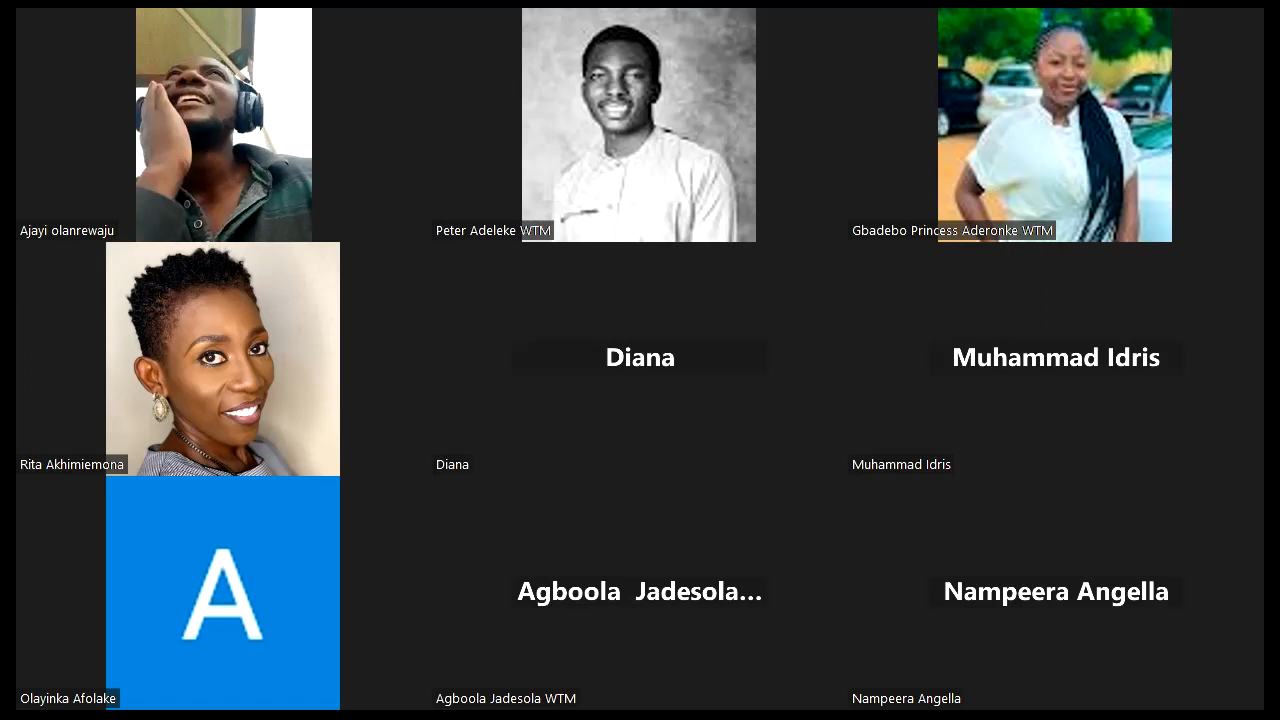 Ajayi olanrewaju
Peter Adeleke WTM
Gbadebo Princess Aderonke WTM
Rita Akhimiemona
Diana
Diana
Muhammad Idris
Muhammad Idris
A
Olayinka Afolake
Agboola Jadesola...
Agboola Jadesola WTM
Nampeera Angella
Nampeera Angella